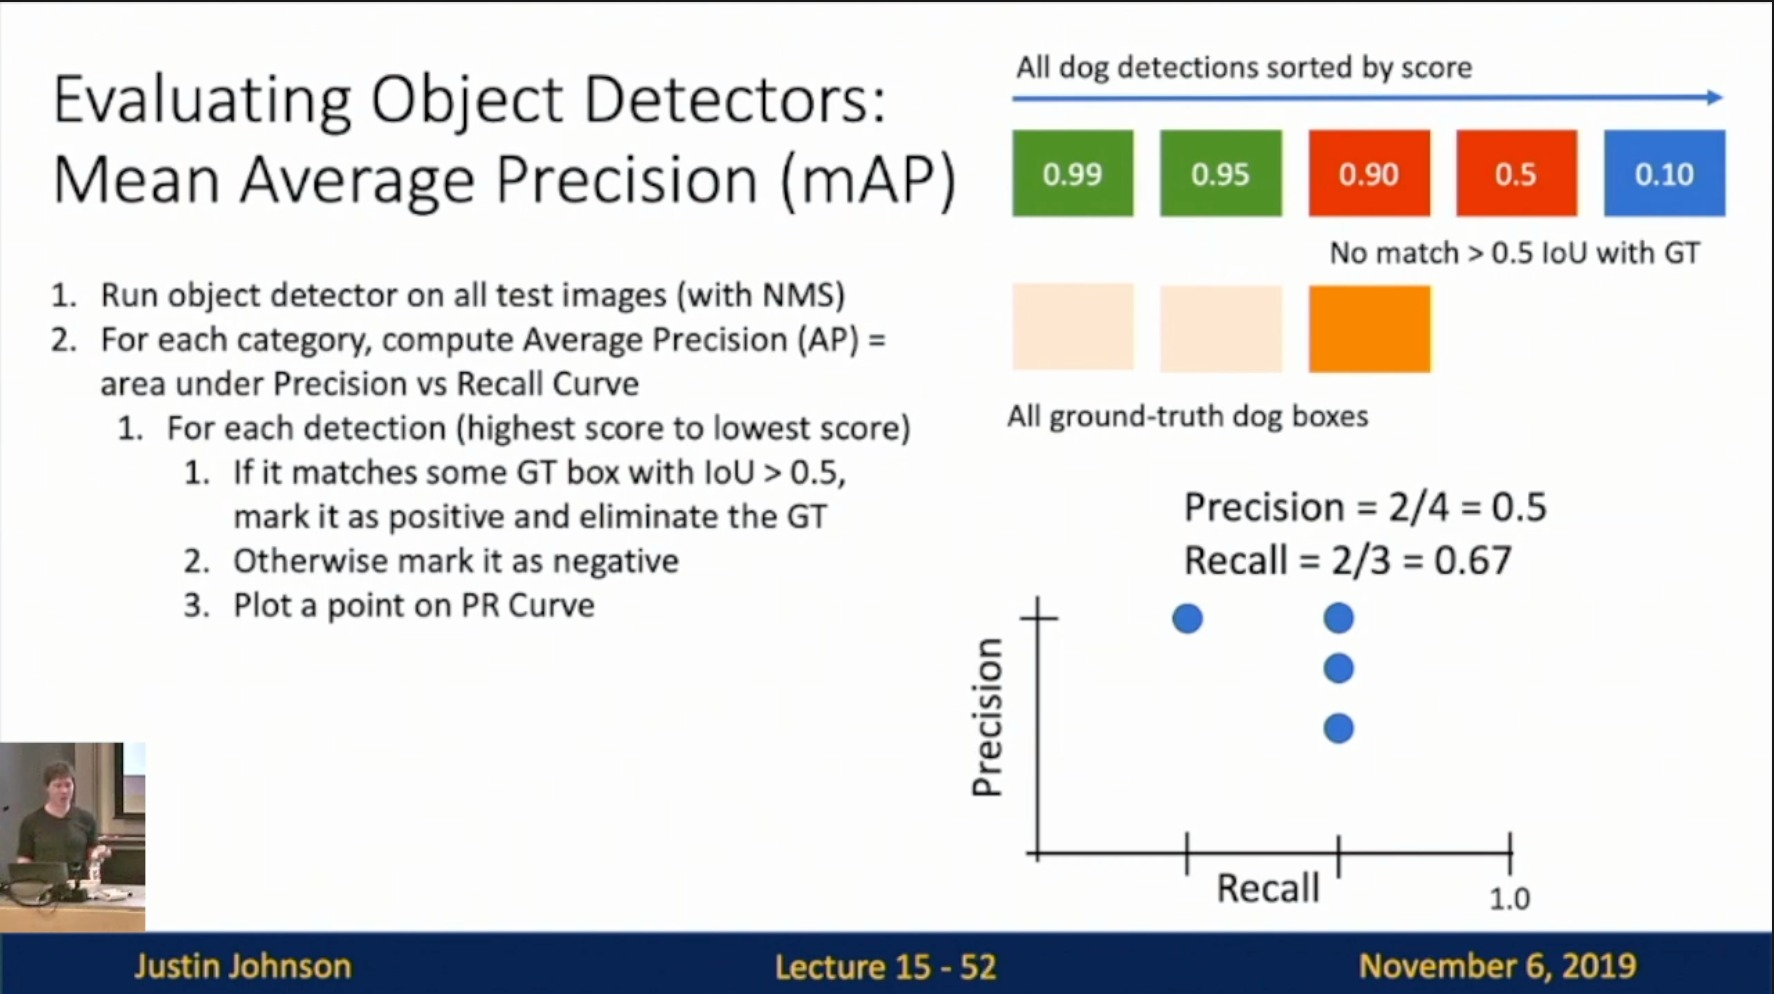 Evaluating Object Detectors:
Mean Average Precision (mAP)
1. Run object detector on all test images (with NMS)
2. For each category, compute Average Precision (AP) =
area under Precision vs Recall Curve
1. For each detection (highest score to lowest score)
1. If it matches some GT box with IoU > 0.5,
mark it as positive and eliminate the GT
2. Otherwise mark it as negative
3. Plot a point on PR Curve
All dog detections sorted by score
0.99 0.95 0.90 0.5 0.10
No match > 0.5 IoU with GT
All ground-truth dog boxes
Precision = 2/4 = 0.5
Recall = 2/3 = 0.67
Precision
Recall
1.0
Justin Johnson
Lecture 15 - 52
November 6, 2019